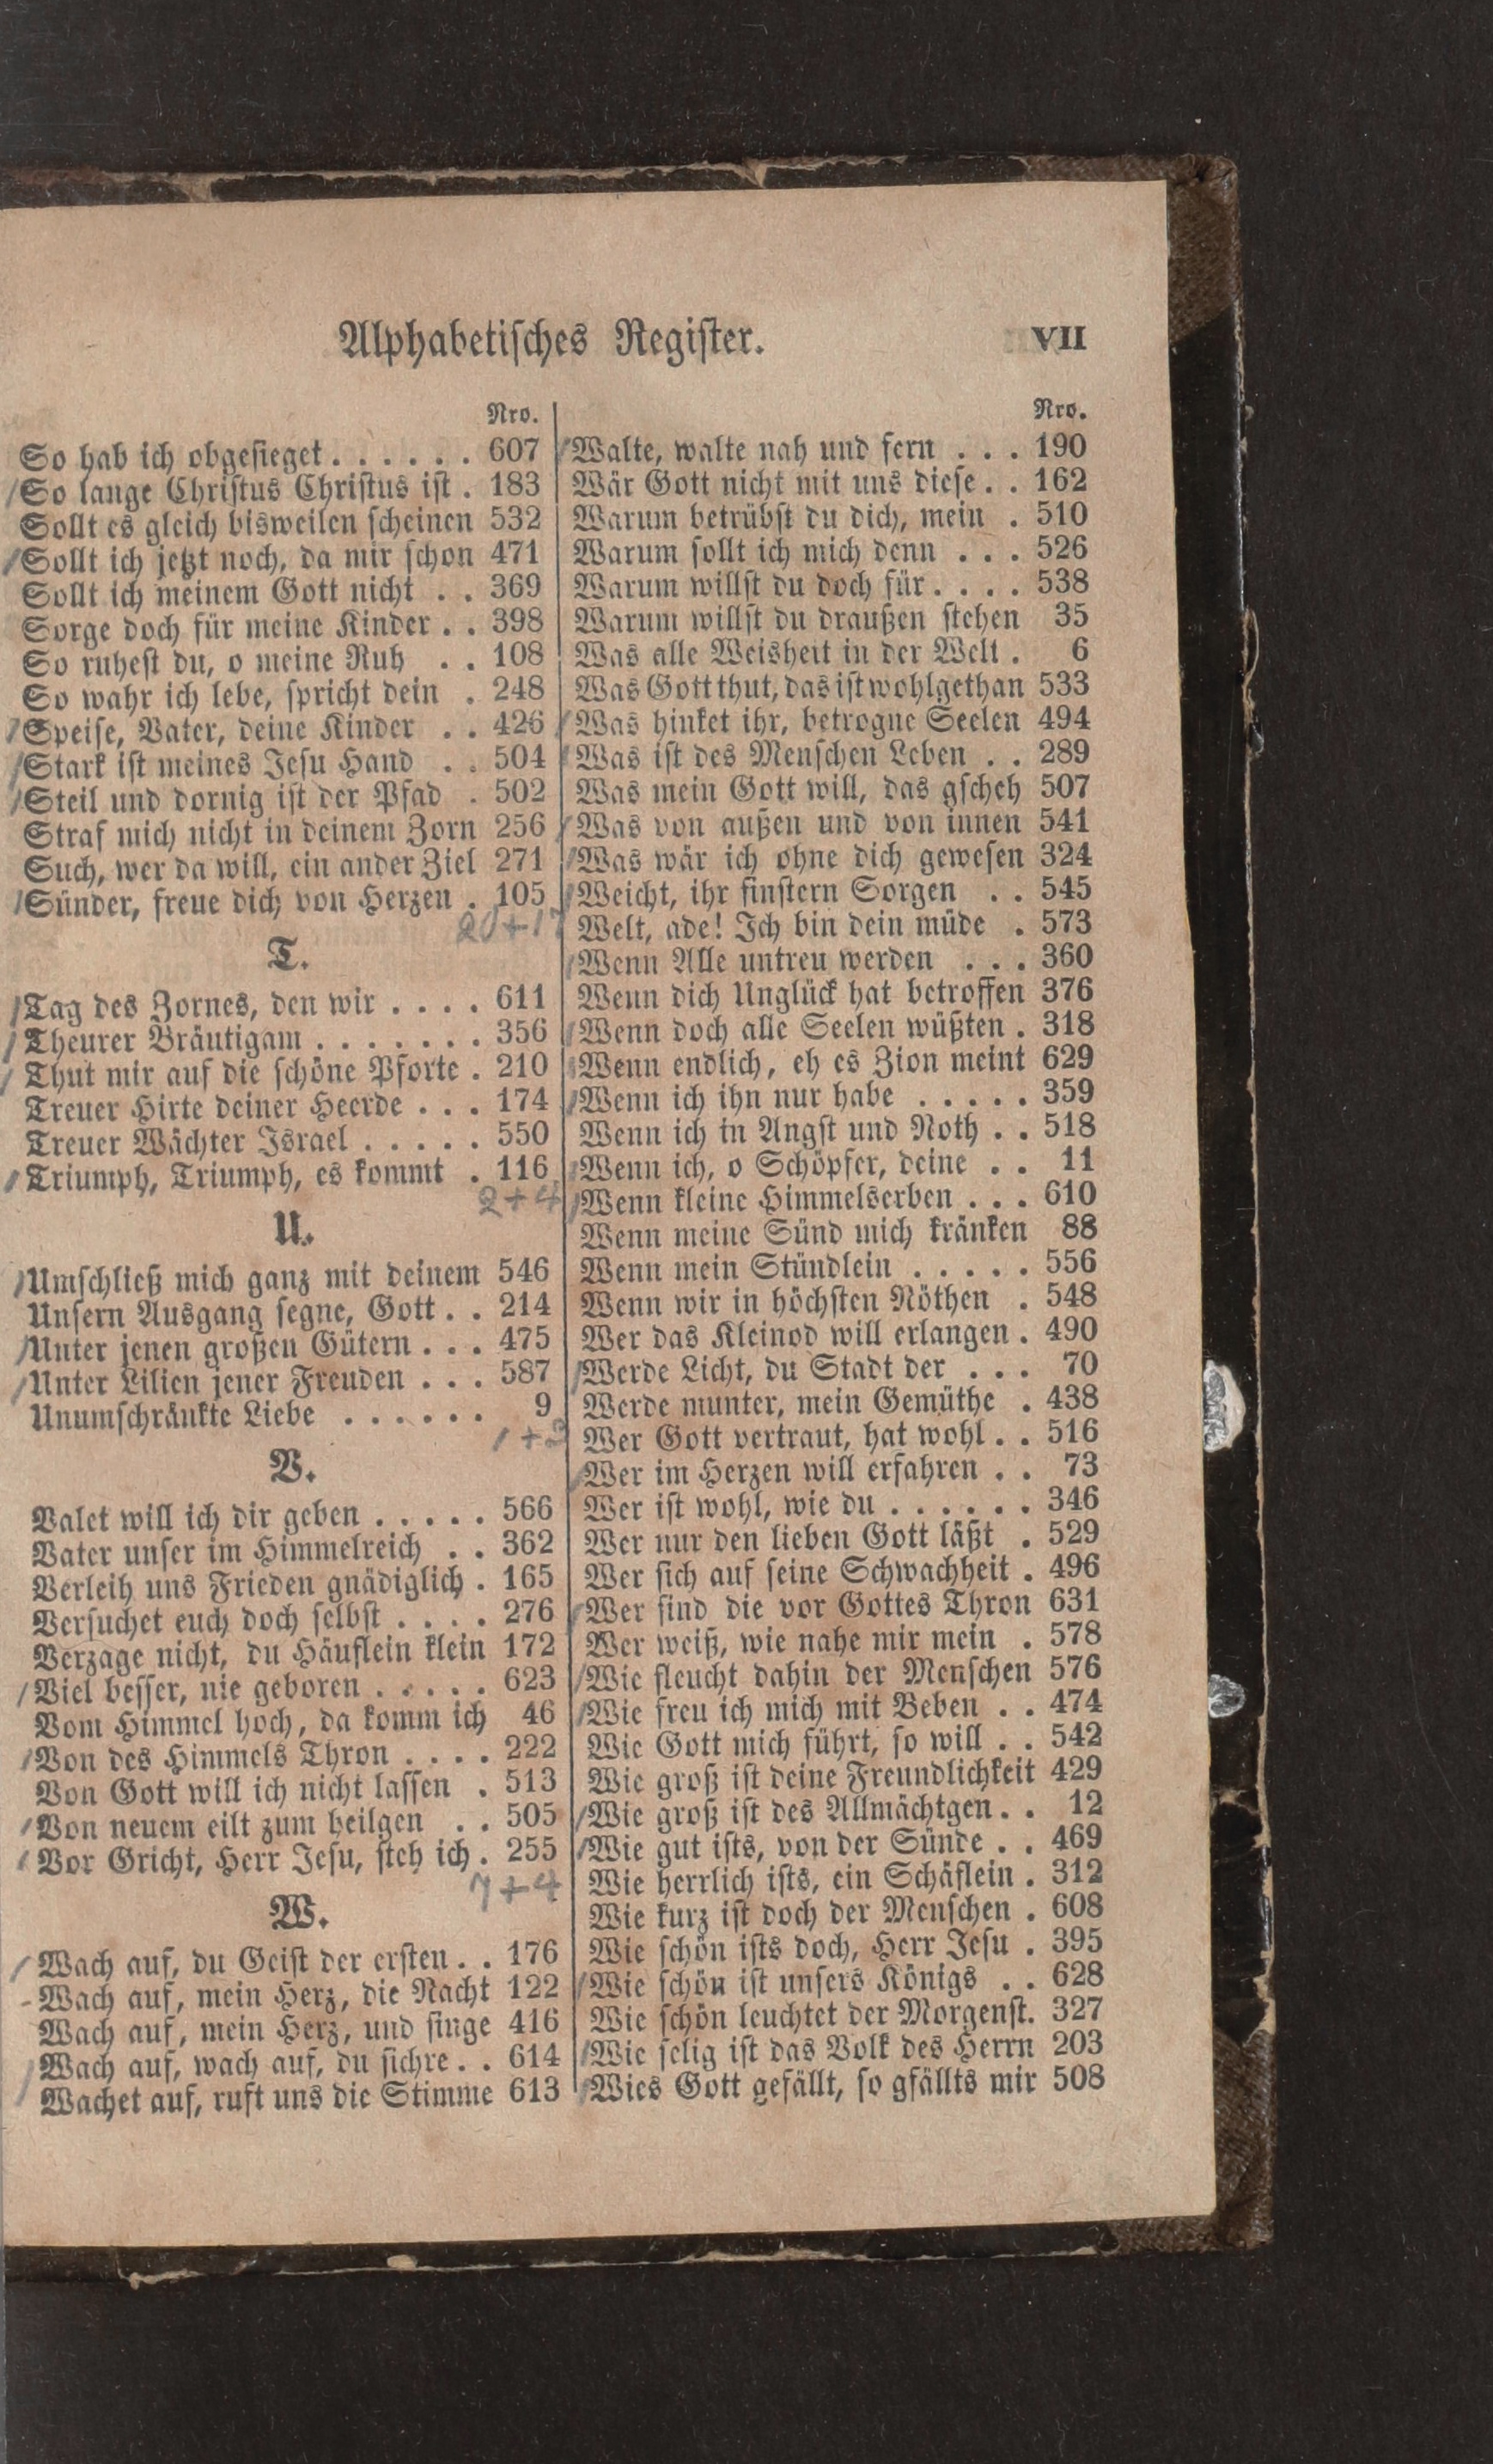 Alphabetisches Register. VII
Nro.
So hab ich obgesieget . . . . . . 607
So lange Christus Christus ist . 183
Sollt es gleich bisweilen scheinen 532
Sollt ich jetzt noch, da mir schon 471
Sollt ich meinem Gott nicht . . 369
Sorge doch für meine Kinder . . 398
So ruhest du, o meine Ruh . . 108
So wahr ich lebe, spricht dein . 248
Speise, Vater, deine Kinder . . 426
Stark ist meines Jesu Hand . . 504
Steil und dornig ist der Pfad . 502
Straf mich nicht in deinem Zorn 256
Such, wer da will, ein ander Ziel 271
Sünder, freue dich von Herzen . 105
20+17
T.
Tag des Zornes, den wir . . . . 611
Theurer Bräutigam . . . . . . . 356
Thut mir auf die schöne Pforte . 210
Treuer Hirte deiner Heerde . . . 174
Treuer Wächter Israel . . . . . 550
Triumph, Triumph, es kommt . 116
2+4
U.
Umschließ mich ganz mit deinem 546
Unsern Ausgang segne, Gott . . 214
Unter jenen großen Gütern . . . 475
Unter Lilien jener Freuden . . . 587
Unumschränkte Liebe . . . . . . 9
1+3
V.
Valet will ich dir geben . . . . . 566
Vater unser im Himmelreich . . 362
Verleih uns Frieden gnädiglich . 165
Versuchet euch doch selbst . . . . 276
Verzage nicht, du Häuflein klein 172
Viel besser, nie geboren . . . . . 623
Vom Himmel hoch, da komm ich 46
Von des Himmels Thron . . . . 222
Von Gott will ich nicht lassen . 513
Von neuem eilt zum heilgen . . 505
Vor Gricht, Herr Jesu, steh ich . 255
7+4
W.
Wach auf, du Geist der ersten . . 176
Wach auf, mein Herz, die Nacht 122
Wach auf, mein Herz, und singe 416
Wach auf, wach auf, du sichre . . 614
Wachet auf, ruft uns die Stimme 613
Nro.
Walte, walte nah und fern . . . 190
Wär Gott nicht mit uns diese . . 162
Warum betrübst du dich, mein . 510
Warum sollt ich mich denn . . . 526
Warum willst du doch für . . . . 538
Warum willst du draußen stehen 35
Was alle Weisheit in der Welt . 6
Was Gott thut, das ist wohlgethan 533
Was hinket ihr, betrogne Seelen 494
Was ist des Menschen Leben . . 289
Was mein Gott will, das gscheh 507
Was von außen und von innen 541
Was wär ich ohne dich gewesen 324
Weicht, ihr finstern Sorgen . . 545
Welt, ade! Ich bin dein müde . 573
Wenn Alle untreu werden . . . 360
Wenn dich Unglück hat betroffen 376
Wenn doch alle Seelen wüßten . 318
Wenn endlich, eh es Zion meint 629
Wenn ich ihn nur habe . . . . . 359
Wenn ich in Angst und Noth . . 518
Wenn ich, o Schöpfer, deine . . 11
Wenn kleine Himmelserben . . . 610
Wenn meine Sünd mich kränken 88
Wenn mein Stündlein . . . . . 556
Wenn wir in höchsten Nöthen . 548
Wer das Kleinod will erlangen . 490
Werde Licht, du Stadt der . . . 70
Werde munter, mein Gemüthe . 438
Wer Gott vertraut, hat wohl . . 516
Wer im Herzen will erfahren . . 73
Wer ist wohl, wie du . . . . . . 346
Wer nur den lieben Gott läßt . 529
Wer sich auf seine Schwachheit . 496
Wer sind die vor Gottes Thron 631
Wer weiß, wie nahe mir mein . 578
Wie fleucht dahin der Menschen 576
Wie freu ich mich mit Beben . . 474
Wie Gott mich führt, so will . . 542
Wie groß ist deine Freundlichkeit 429
Wie groß ist des Allmächtgen . . 12
Wie gut ists, von der Sünde . . 469
Wie herrlich ists, ein Schäflein . 312
Wie kurz ist doch der Menschen . 608
Wie schön ists doch, Herr Jesu . 395
Wie schön ist unsers Königs . . 628
Wie schön leuchtet der Morgenst. 327
Wie selig ist das Volk des Herrn 203
Wies Gott gefällt, so gfällts mir 508